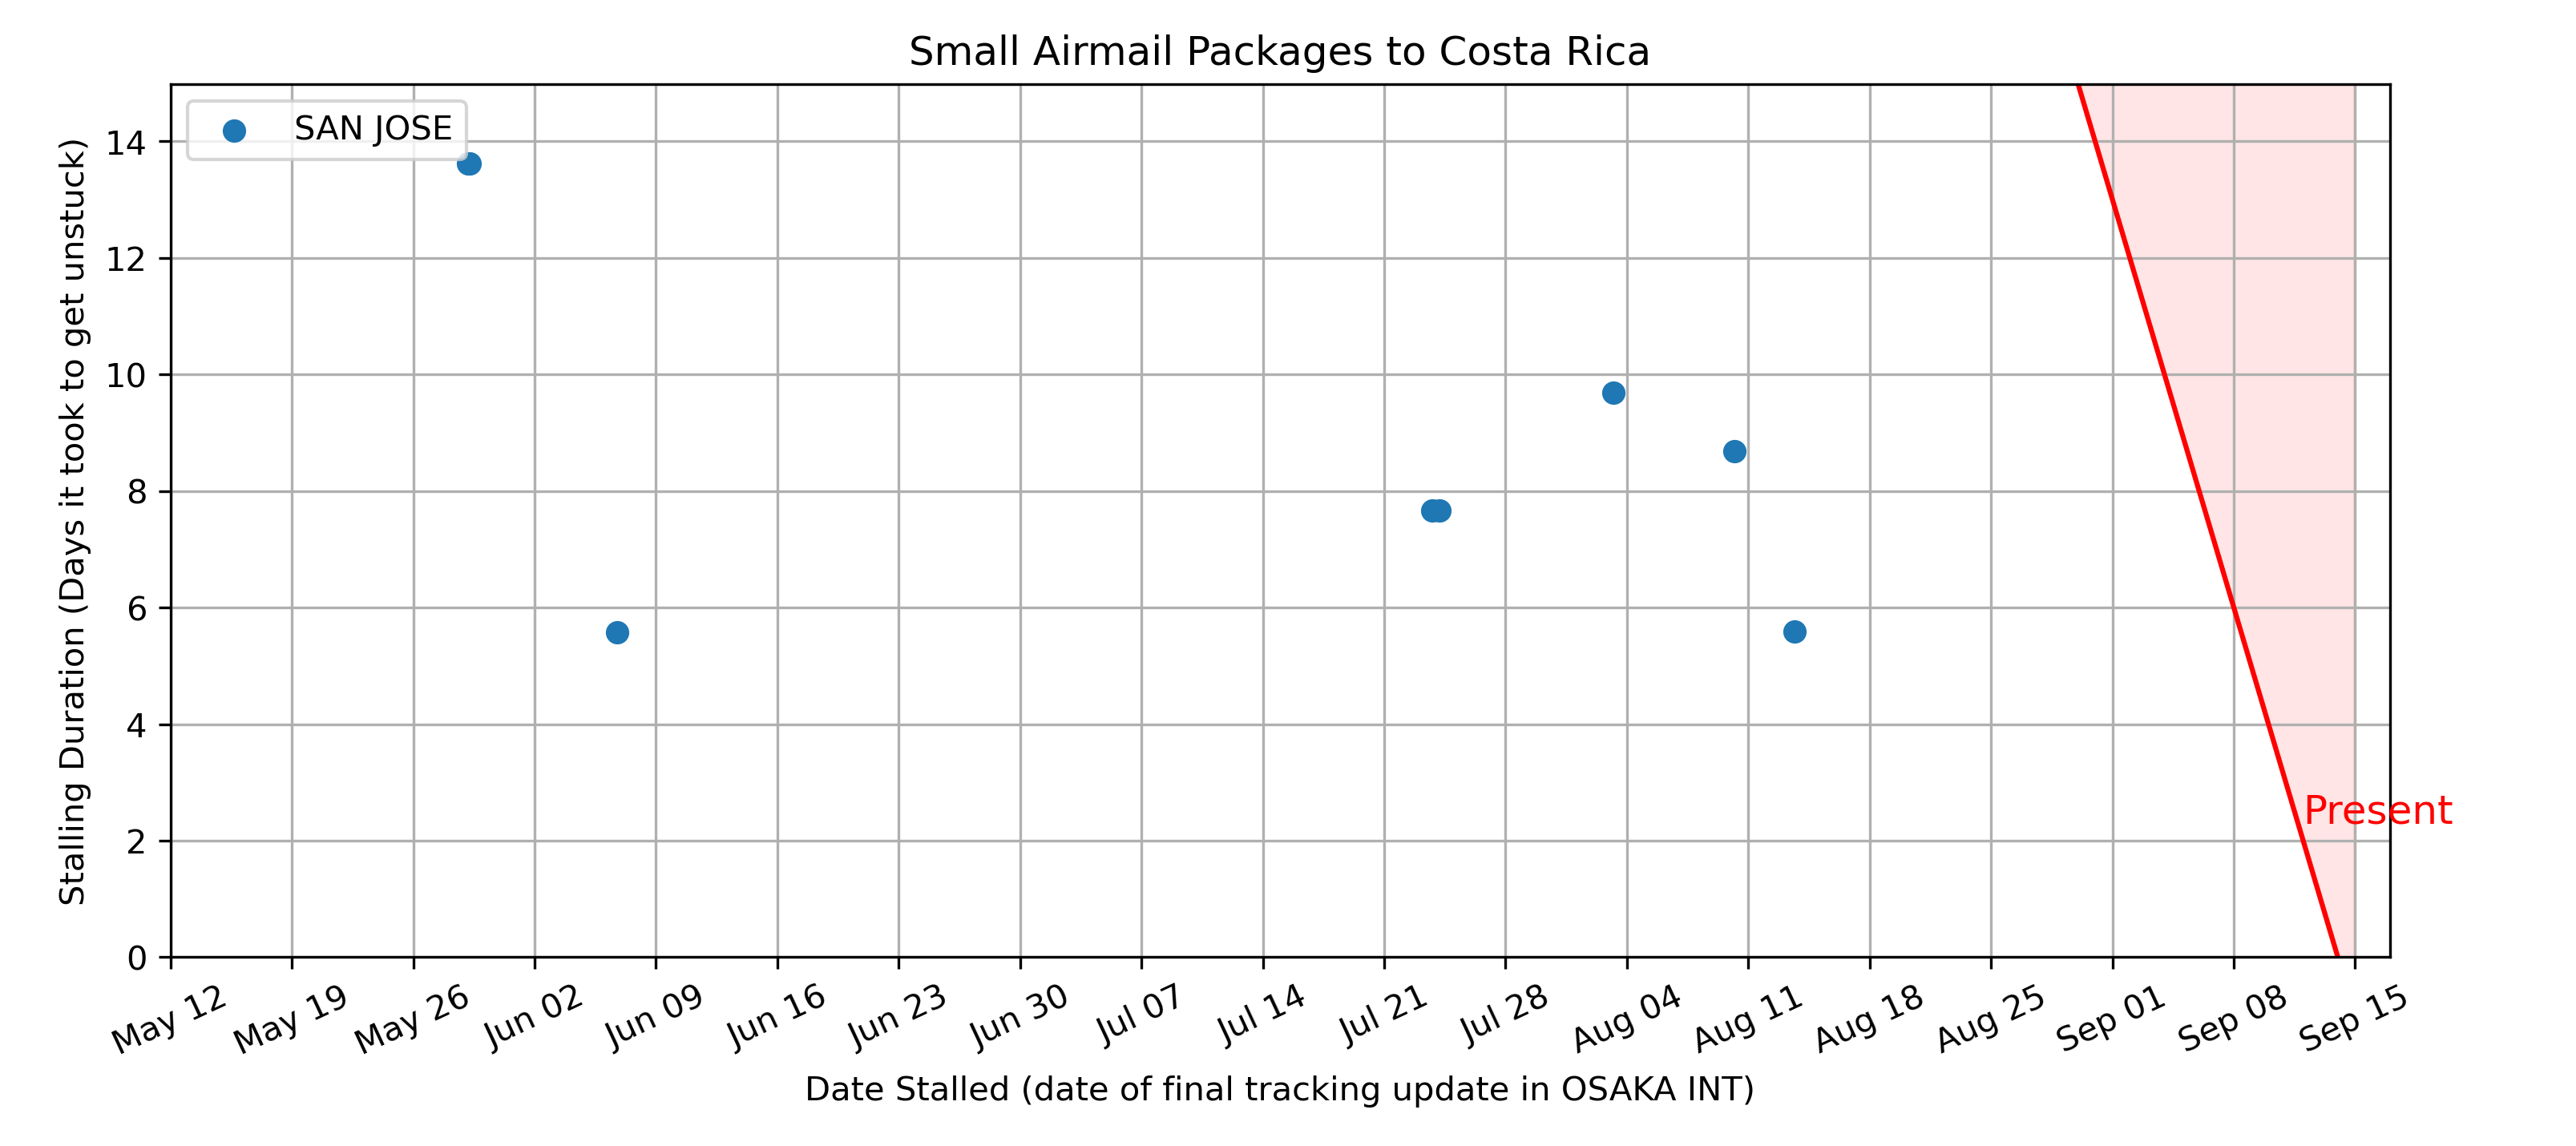 Small Airmail Packages to Costa Rica
SAN JOSE
Stalling Duration (Days it took to get unstuck)
14
12
10
8
6
4
2
0
Present
May 12
May 19
May 26
Jun 02
Jun 09
Jun 16
Jun 23
Jun 30
Jul 07
Jul 14
Jul 21
Jul 28
Aug 04
Aug 11
Aug 18
Aug 25
Sep 01
Sep 08
Sep 15
Date Stalled (date of final tracking update in OSAKA INT)